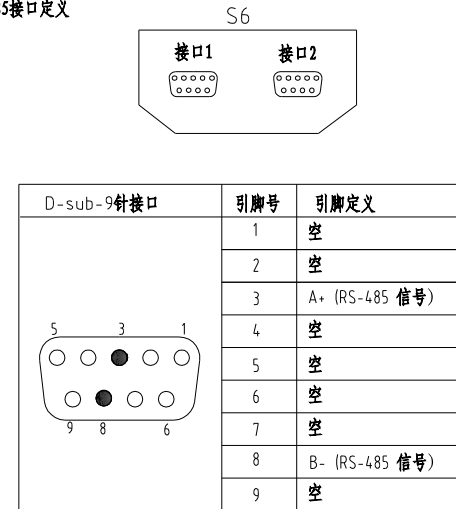 5接口定义
S6
接口1 接口2
D-sub-9针接口 引脚号 引脚定义
1 空
2 空
3 A+ (RS-485 信号)
4 空
5 空
6 空
7 空
8 B- (RS-485 信号)
9 空
5 3 1
9 8 6